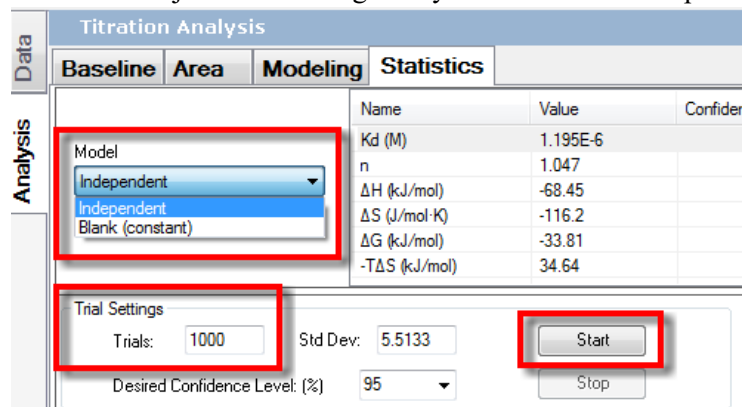 Titration Analysis
Data
Analysis
Baseline Area Modeling Statistics
Model
Independent
Independent
Blank (constant)
Name Value
Kd (M) 1.195E-6
n 1.047
ΔH (kJ/mol) -68.45
ΔS (J/mol·K) -116.2
ΔG (kJ/mol) -33.81
-TΔS (kJ/mol) 34.64
Trial Settings
Trials: 1000 Std Dev: 5.5133 Start
Desired Confidence Level: (%) 95 Stop